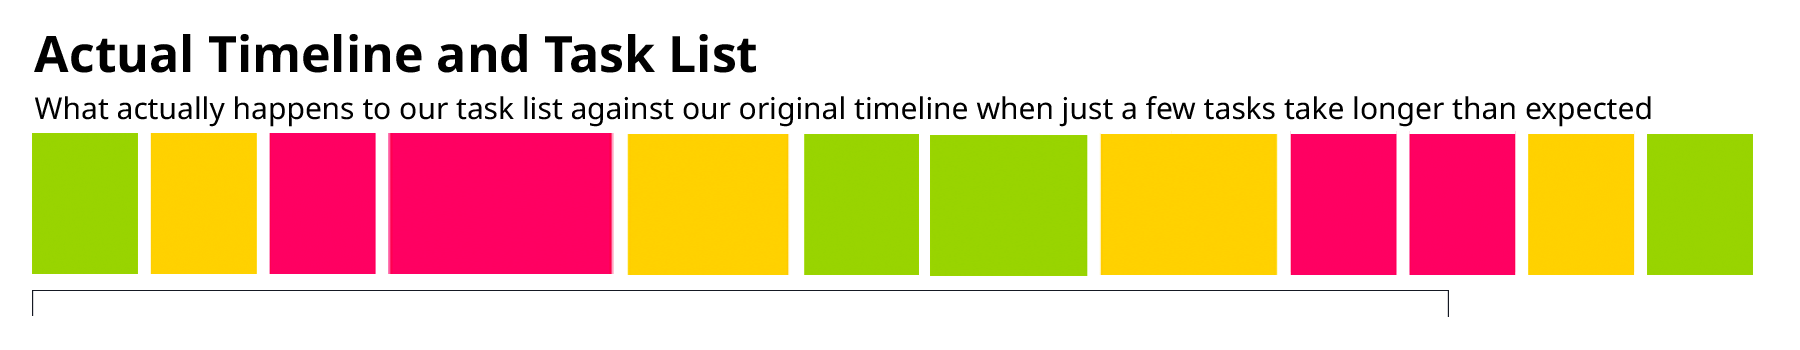 Actual Timeline and Task List
What actually happens to our task list against our original timeline when just a few tasks take longer than expected